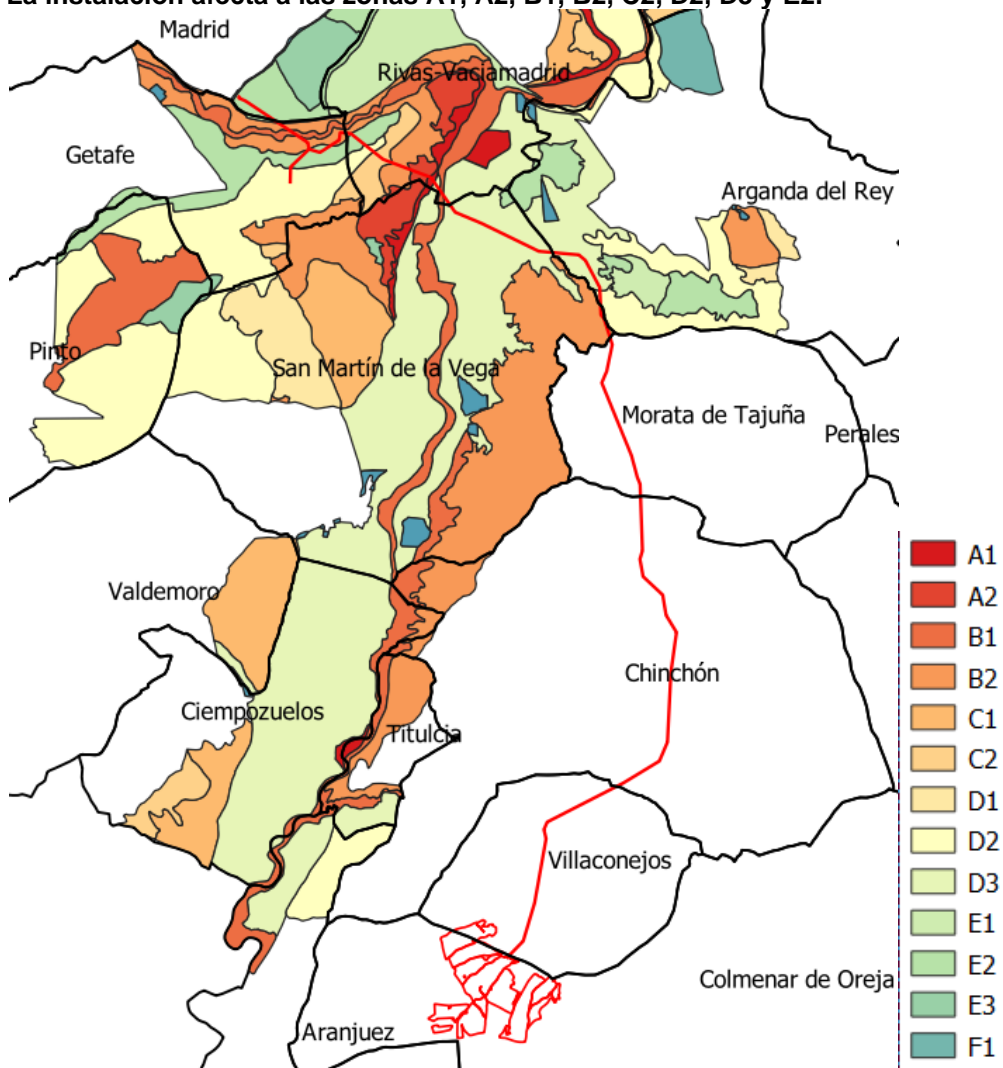 La instalación afecta a las zonas A1, A2, B1, B2, C2, D2, D3 y E2.
Madrid
Rivas-Vaciamadrid
Getafe
Arganda del Rey
Pinto
San Martín de la Vega
Morata de Tajuña
Perales
Valdemoro
Chinchón
Ciempozuelos
Titulcia
Villaconejos
Colmenar de Oreja
Aranjuez
A1
A2
B1
B2
C1
C2
D1
D2
D3
E1
E2
E3
F1